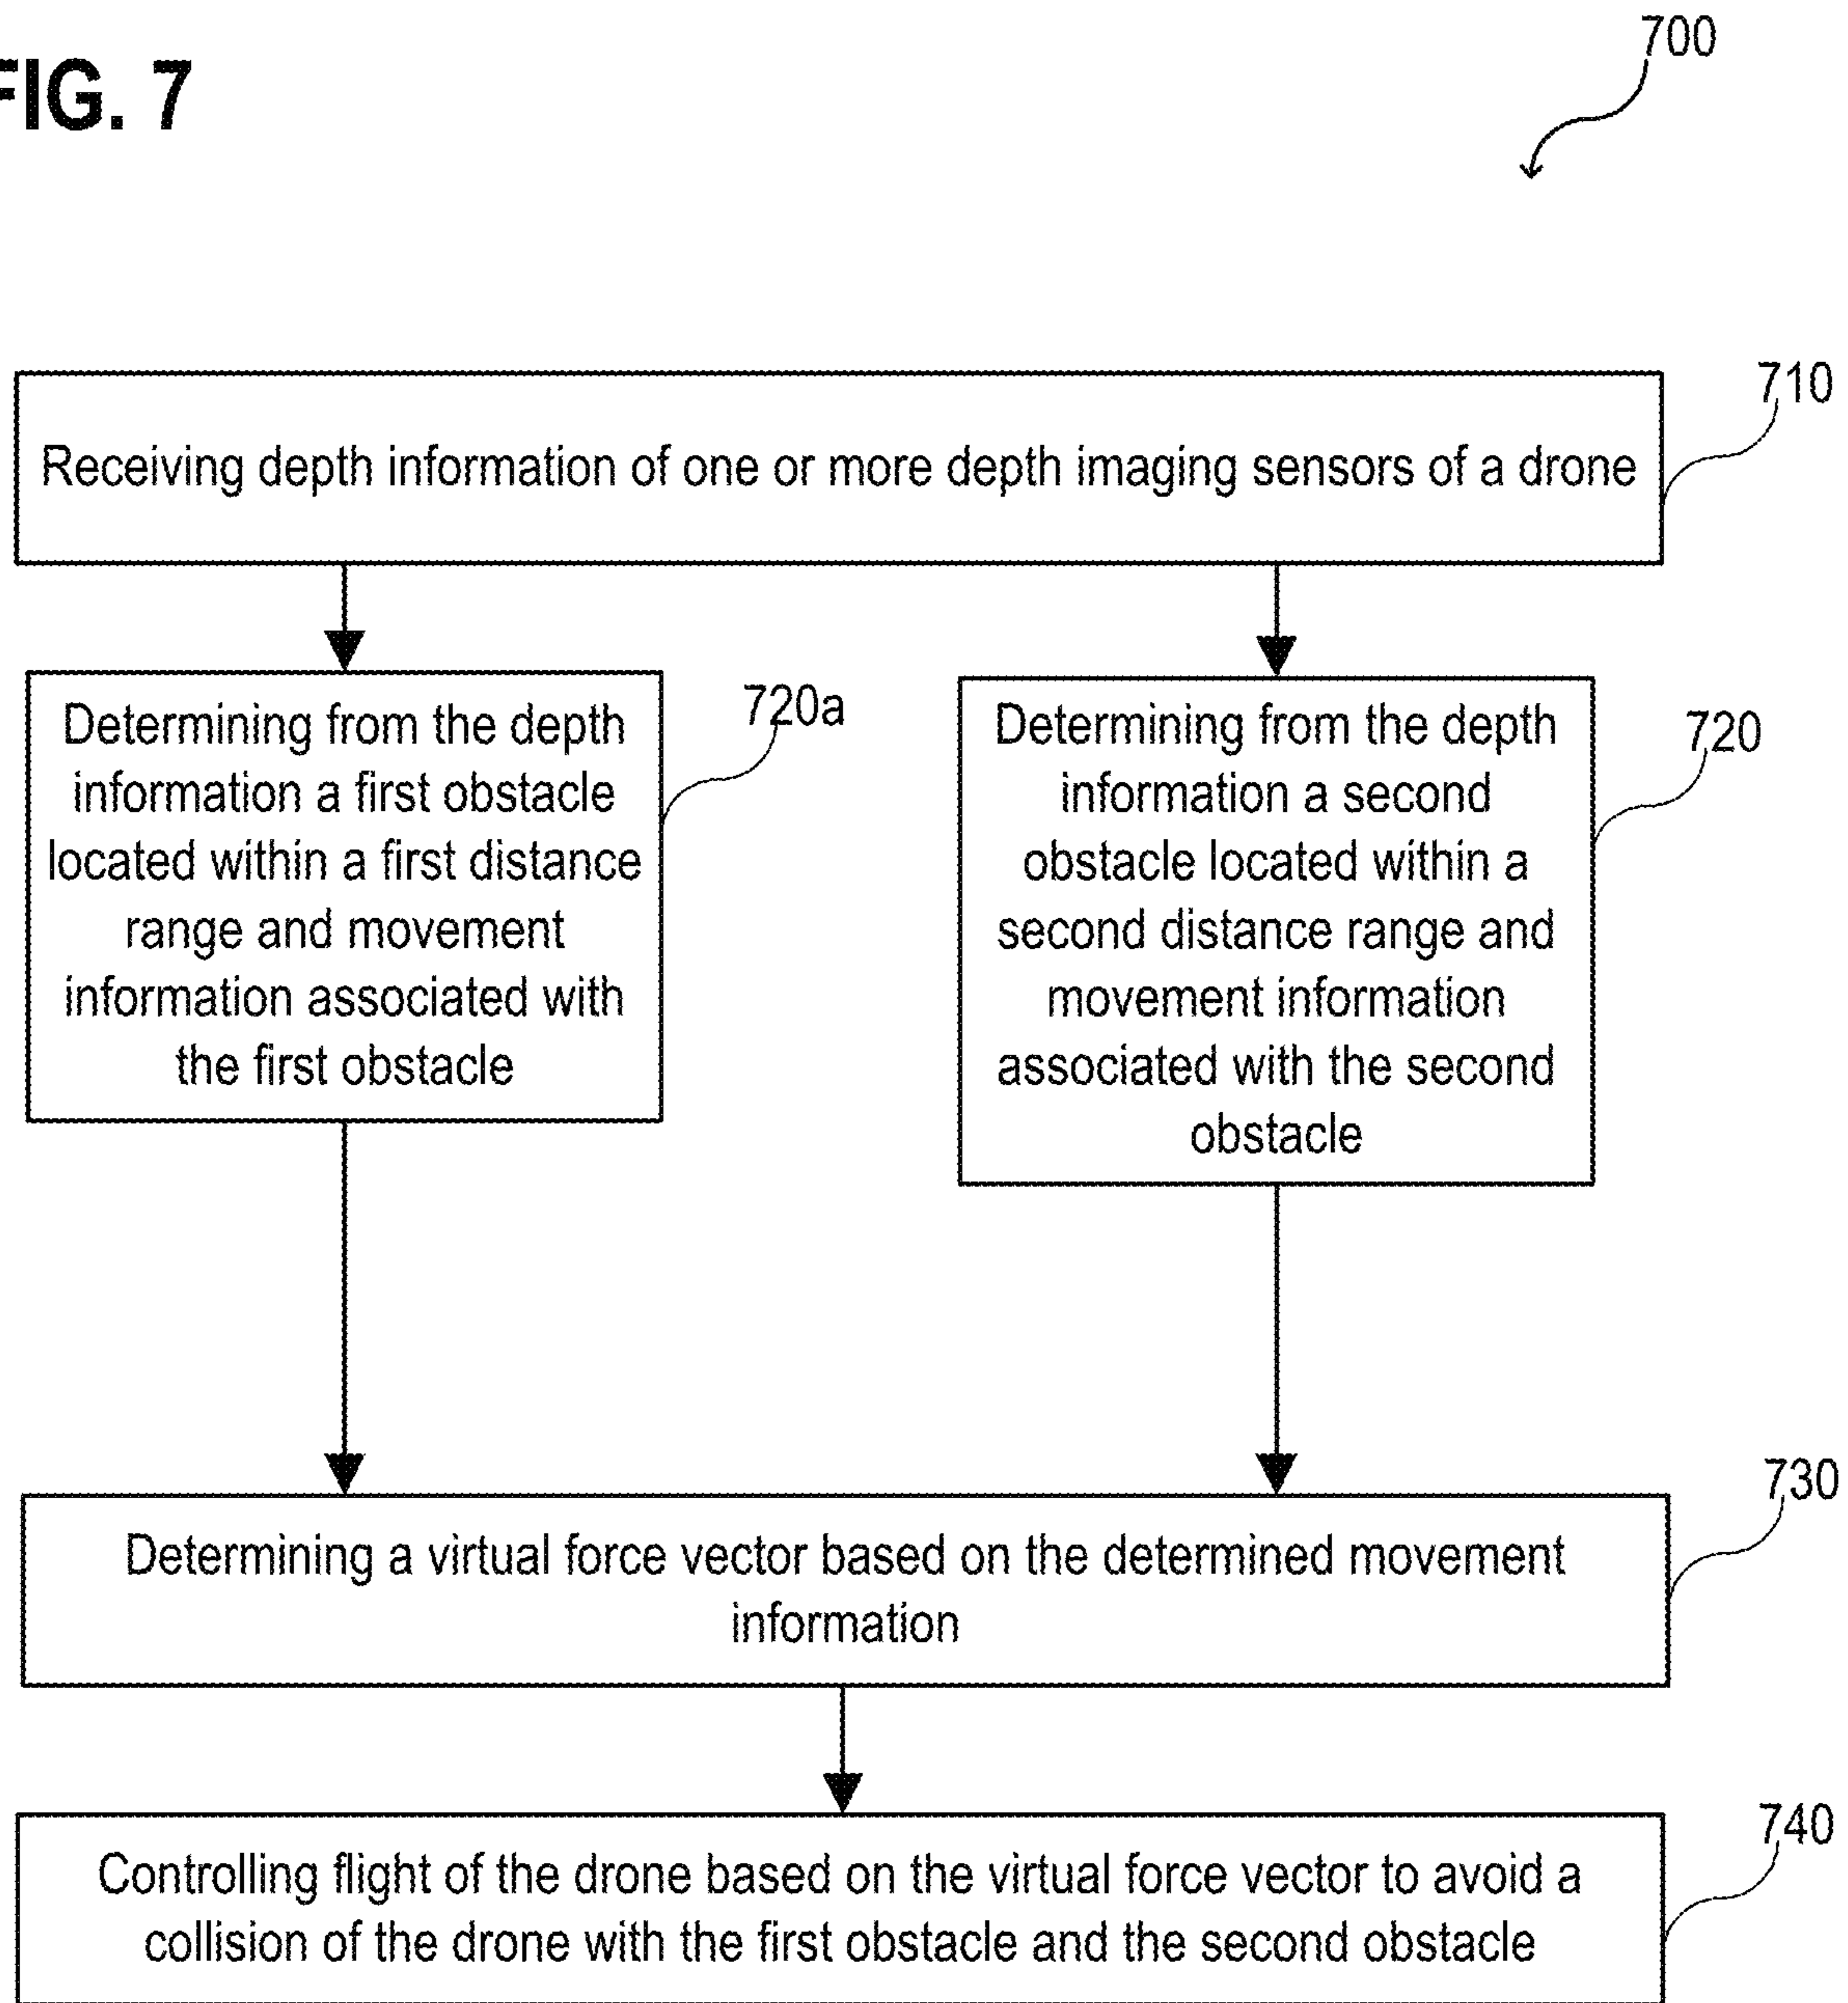 FIG. 7
700
710
Receiving depth information of one or more depth imaging sensors of a drone
720a
Determining from the depth
information a first obstacle
located within a first distance
range and movement
information associated with
the first obstacle
720
Determining from the depth
information a second
obstacle located within a
second distance range and
movement information
associated with the second
obstacle
730
Determining a virtual force vector based on the determined movement
information
740
Controlling flight of the drone based on the virtual force vector to avoid a
collision of the drone with the first obstacle and the second obstacle